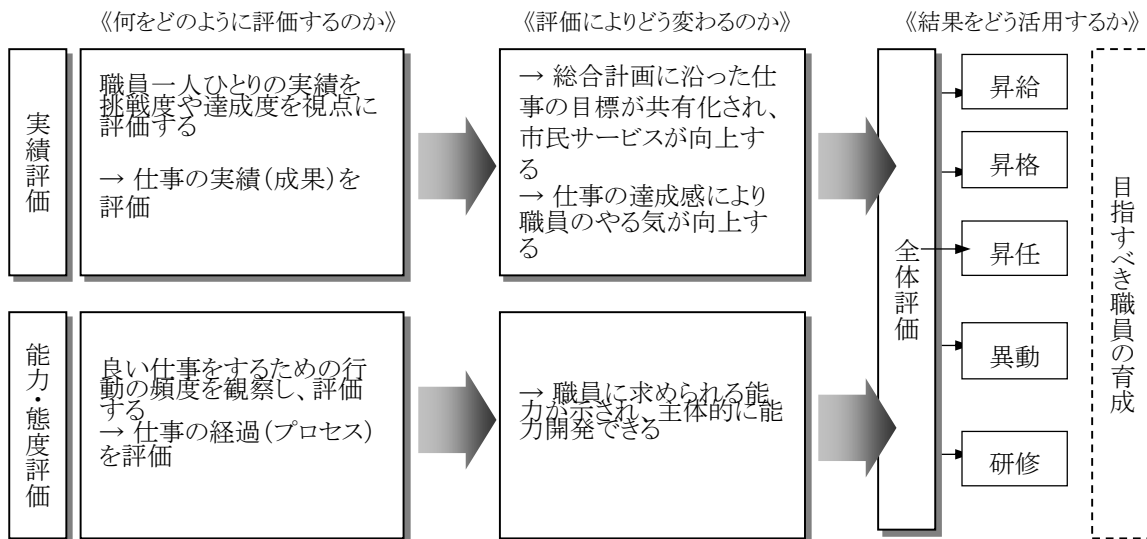 《何をどのように評価するのか》
《評価によりどう変わるのか》
《結果をどう活用するか》
実績評価
職員一人ひとりの実績を
挑戦度や達成度を視点に
評価する
→ 仕事の実績(成果)を
評価
→ 総合計画に沿った仕
事の目標が共有化され、
市民サービスが向上す
る
→ 仕事の達成感により
職員のやる気が向上す
る
能力・態度評価
良い仕事をするための行
動の頻度を観察し、評価
する
→ 仕事の経過(プロセス)
を評価
→ 職員に求められる能
力が示され、主体的に能
力開発できる
全体評価
昇給
昇格
昇任
異動
研修
目指すべき職員の育成